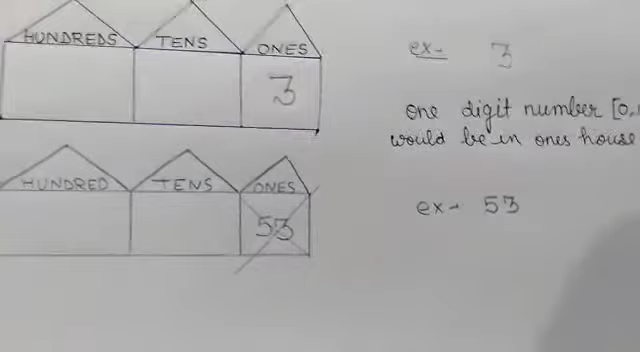 HUNDREDS TENS ONES
3
ex- 3
one digit number [0,
would be in ones house
HUNDRED TENS ONES
53
ex- 53